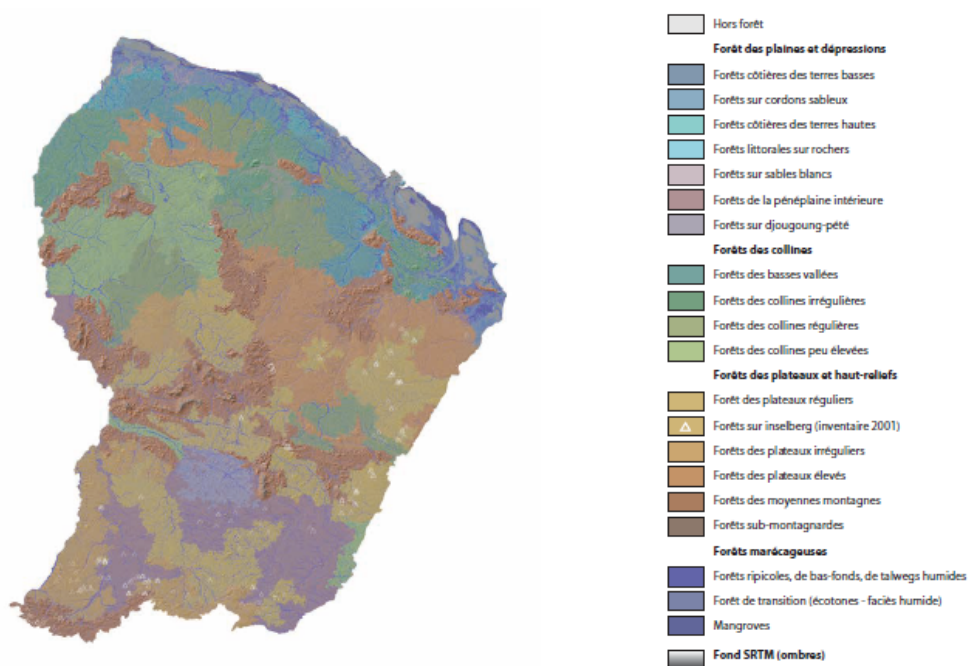 Hors forêt
Forêt des plaines et dépressions
Forêts côtières des terres basses
Forêts sur cordons sableux
Forêts côtières des terres hautes
Forêts littorales sur rochers
Forêts sur sables blancs
Forêts de la pénéplaine intérieure
Forêts sur djougoung-pété
Forêts des collines
Forêts des basses vallées
Forêts des collines irrégulières
Forêts des collines régulières
Forêts des collines peu élevées
Forêts des plateaux et haut-reliefs
Forêt des plateaux réguliers
Forêts sur inselberg (inventaire 2001)
Forêts des plateaux irréguliers
Forêts des plateaux élevés
Forêts des moyennes montagnes
Forêts sub-montagnardes
Forêts marécageuses
Forêts ripicoles, de bas-fonds, de talwegs humides
Forêt de transition (écotones - faciès humide)
Mangroves
Fond SRTM (ombres)